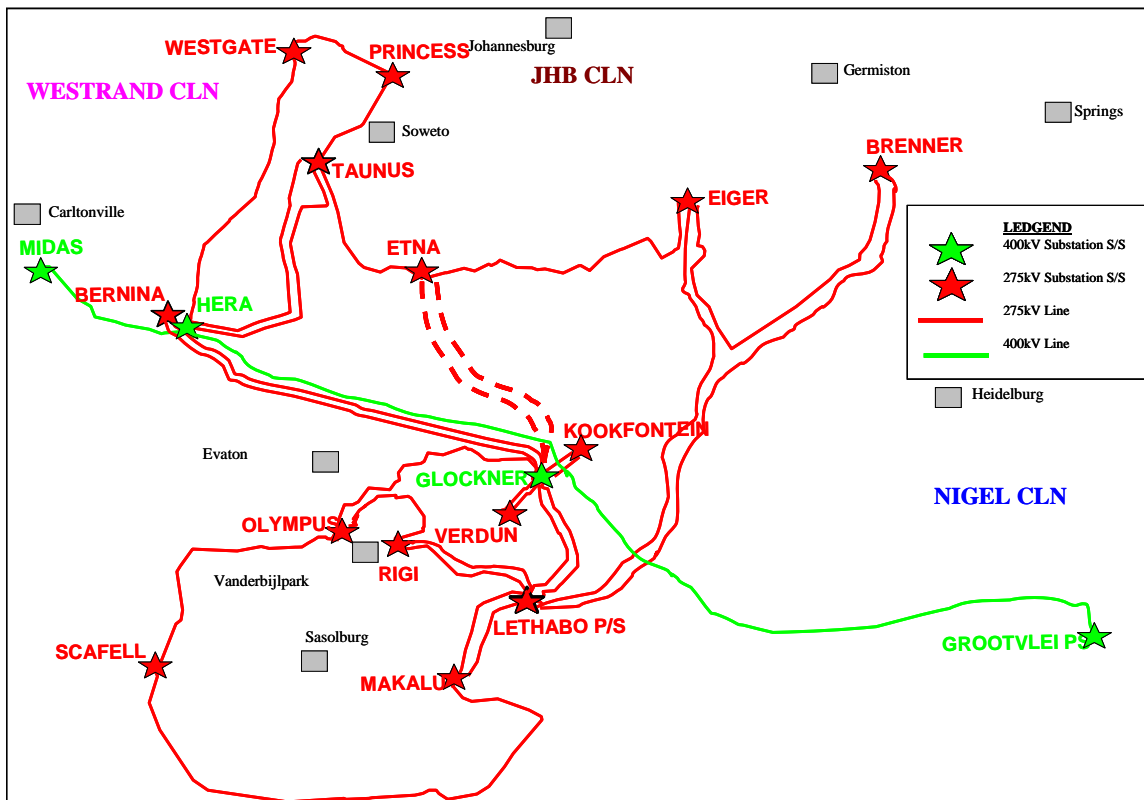 WESTGATE
PRINCESS
Johannesburg
JHB CLN
Germiston
WESTRAND CLN
Springs
Soweto
BRENNER
TAUNUS
EIGER
Carltonville
LEDGEND
400kV Substation S/S
MIDAS
ETNA
275kV Substation S/S
BERNINA
HERA
275kV Line
400kV Line
Heidelburg
KOOKFONTEIN
Evaton
GLOCKNER
NIGEL CLN
OLYMPUS
VERDUN
RIGI
Vanderbijlpark
LETHABO P/S
Sasolburg
GROOTVLEI PS
SCAFELL
MAKALU